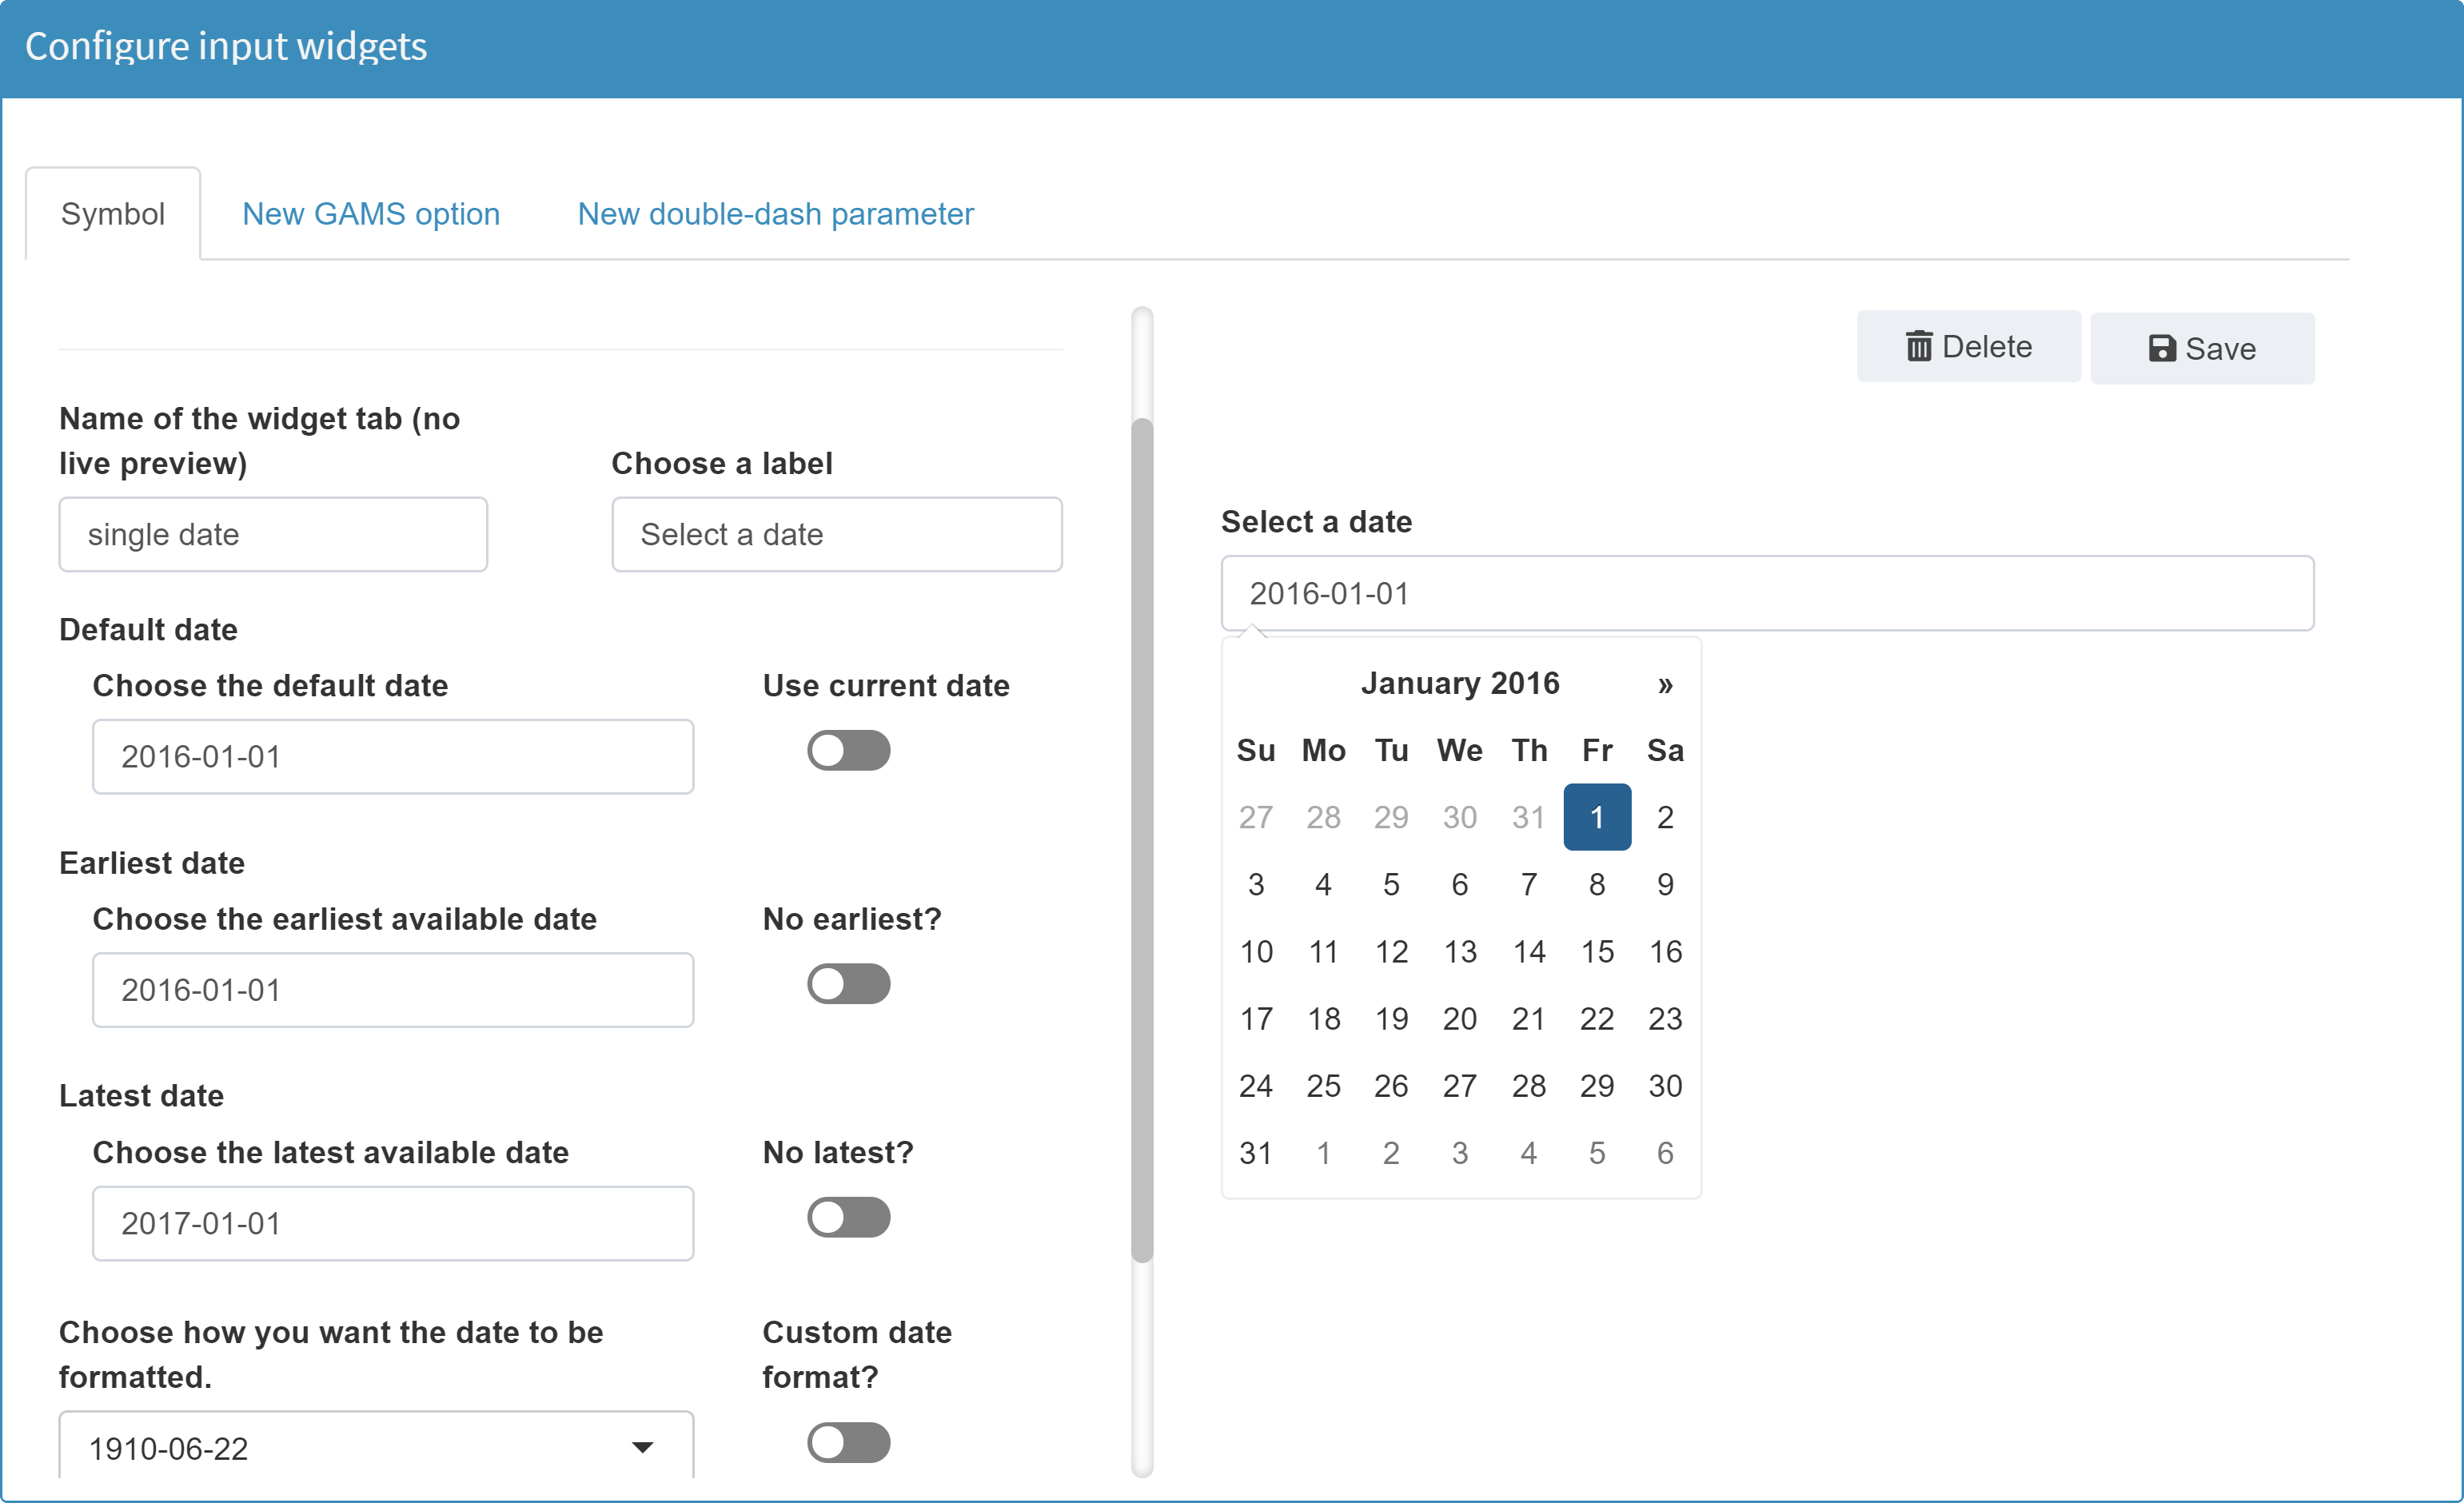 Configure input widgets
Symbol
New GAMS option
New double-dash parameter
Delete
Save
Name of the widget tab (no
live preview)
single date
Choose a label
Select a date
Default date
Choose the default date
2016-01-01
Use current date
Earliest date
Choose the earliest available date
2016-01-01
No earliest?
Latest date
Choose the latest available date
2017-01-01
No latest?
Choose how you want the date to be
formatted.
1910-06-22
Custom date
format?
Select a date
2016-01-01
January 2016 »
Su Mo Tu We Th Fr Sa
27 28 29 30 31 1 2
3 4 5 6 7 8 9
10 11 12 13 14 15 16
17 18 19 20 21 22 23
24 25 26 27 28 29 30
31 1 2 3 4 5 6